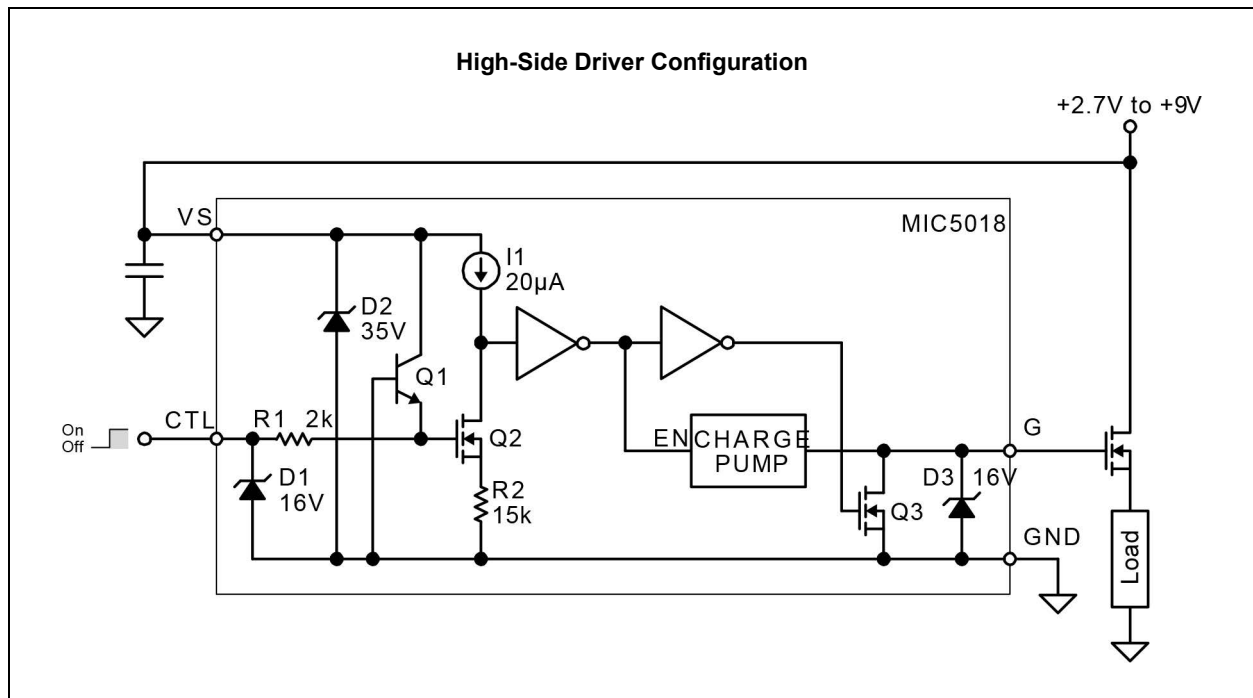 High-Side Driver Configuration
+2.7V to +9V
VS
MIC5018
I1
20µA
D2
35V
Q1
On
Off
CTL
R1 2k
Q2
EN
CHARGE
PUMP
G
D1
16V
R2
15k
Q3
D3 16V
GND
Load